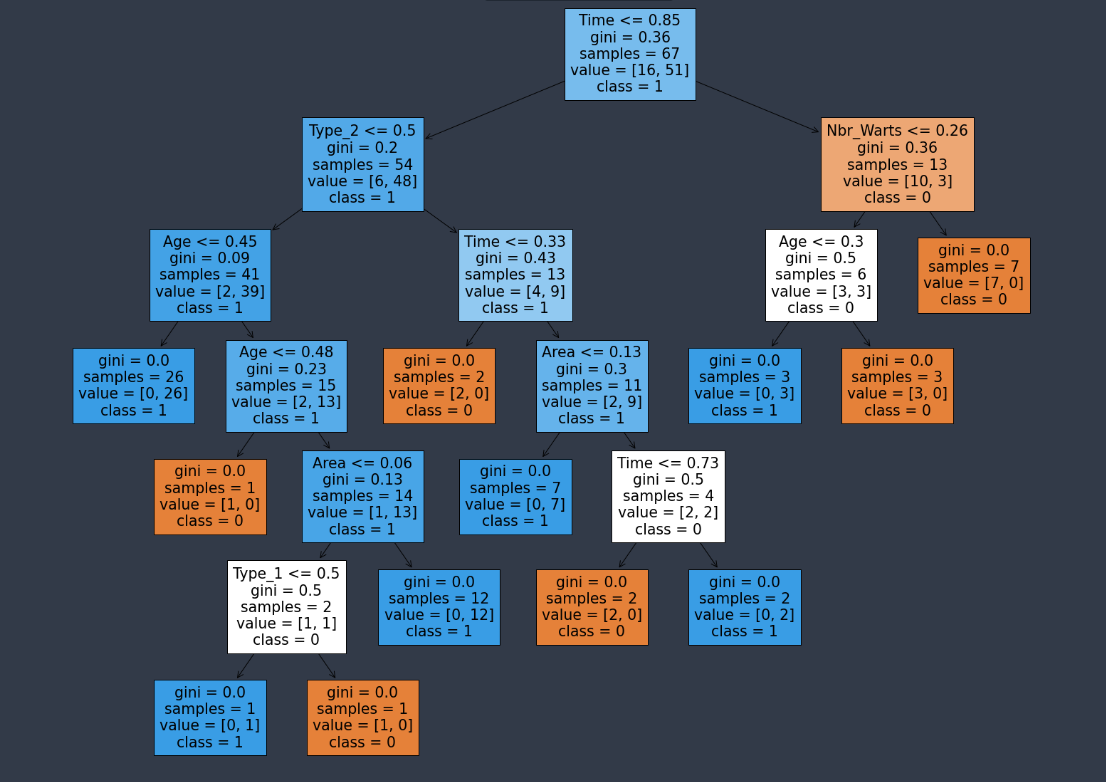 Time <= 0.85
gini = 0.36
samples = 67
value = [16, 51]
class = 1
Type_2 <= 0.5
gini = 0.2
samples = 54
value = [6, 48]
class = 1
Nbr_Warts <= 0.26
gini = 0.36
samples = 13
value = [10, 3]
class = 0
Age <= 0.45
gini = 0.09
samples = 41
value = [2, 39]
class = 1
Time <= 0.33
gini = 0.43
samples = 13
value = [4, 9]
class = 1
Age <= 0.3
gini = 0.5
samples = 6
value = [3, 3]
class = 0
gini = 0.0
samples = 7
value = [7, 0]
class = 0
gini = 0.0
samples = 26
value = [0, 26]
class = 1
Age <= 0.48
gini = 0.23
samples = 15
value = [2, 13]
class = 1
gini = 0.0
samples = 2
value = [2, 0]
class = 0
Area <= 0.13
gini = 0.3
samples = 11
value = [2, 9]
class = 1
gini = 0.0
samples = 3
value = [0, 3]
class = 1
gini = 0.0
samples = 3
value = [3, 0]
class = 0
gini = 0.0
samples = 1
value = [1, 0]
class = 0
Area <= 0.06
gini = 0.13
samples = 14
value = [1, 13]
class = 1
gini = 0.0
samples = 7
value = [0, 7]
class = 1
Time <= 0.73
gini = 0.5
samples = 4
value = [2, 2]
class = 0
Type_1 <= 0.5
gini = 0.5
samples = 2
value = [1, 1]
class = 0
gini = 0.0
samples = 12
value = [0, 12]
class = 1
gini = 0.0
samples = 2
value = [2, 0]
class = 0
gini = 0.0
samples = 2
value = [0, 2]
class = 1
gini = 0.0
samples = 1
value = [0, 1]
class = 1
gini = 0.0
samples = 1
value = [1, 0]
class = 0